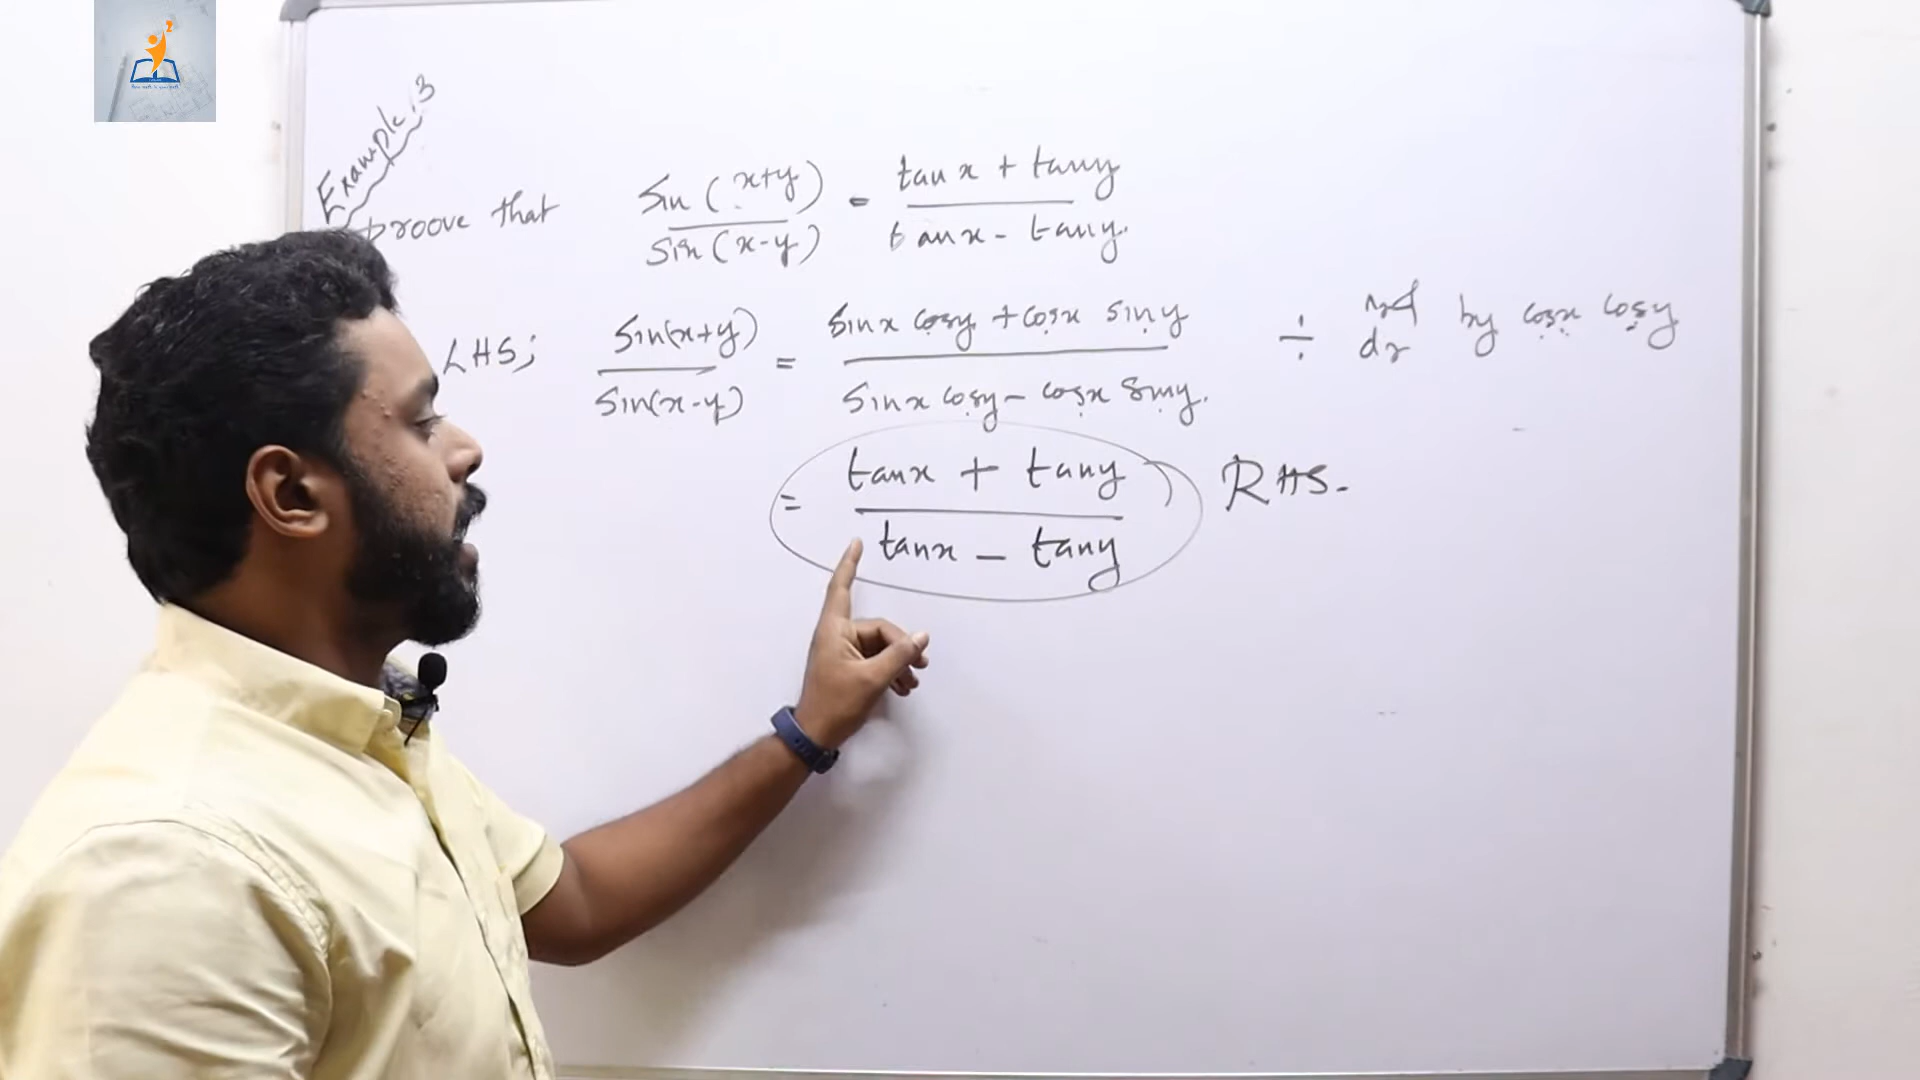 Example:3
proove that sin(x+y)/sin(x-y) = tanx + tany/tanx - tany.
LHS; sin(x+y)/sin(x-y) = sinx cosy + cosx siny/sinx cosy - cosx siny. ÷ nr/dr by cosx cosy
= tanx + tany/tanx - tany RHS.